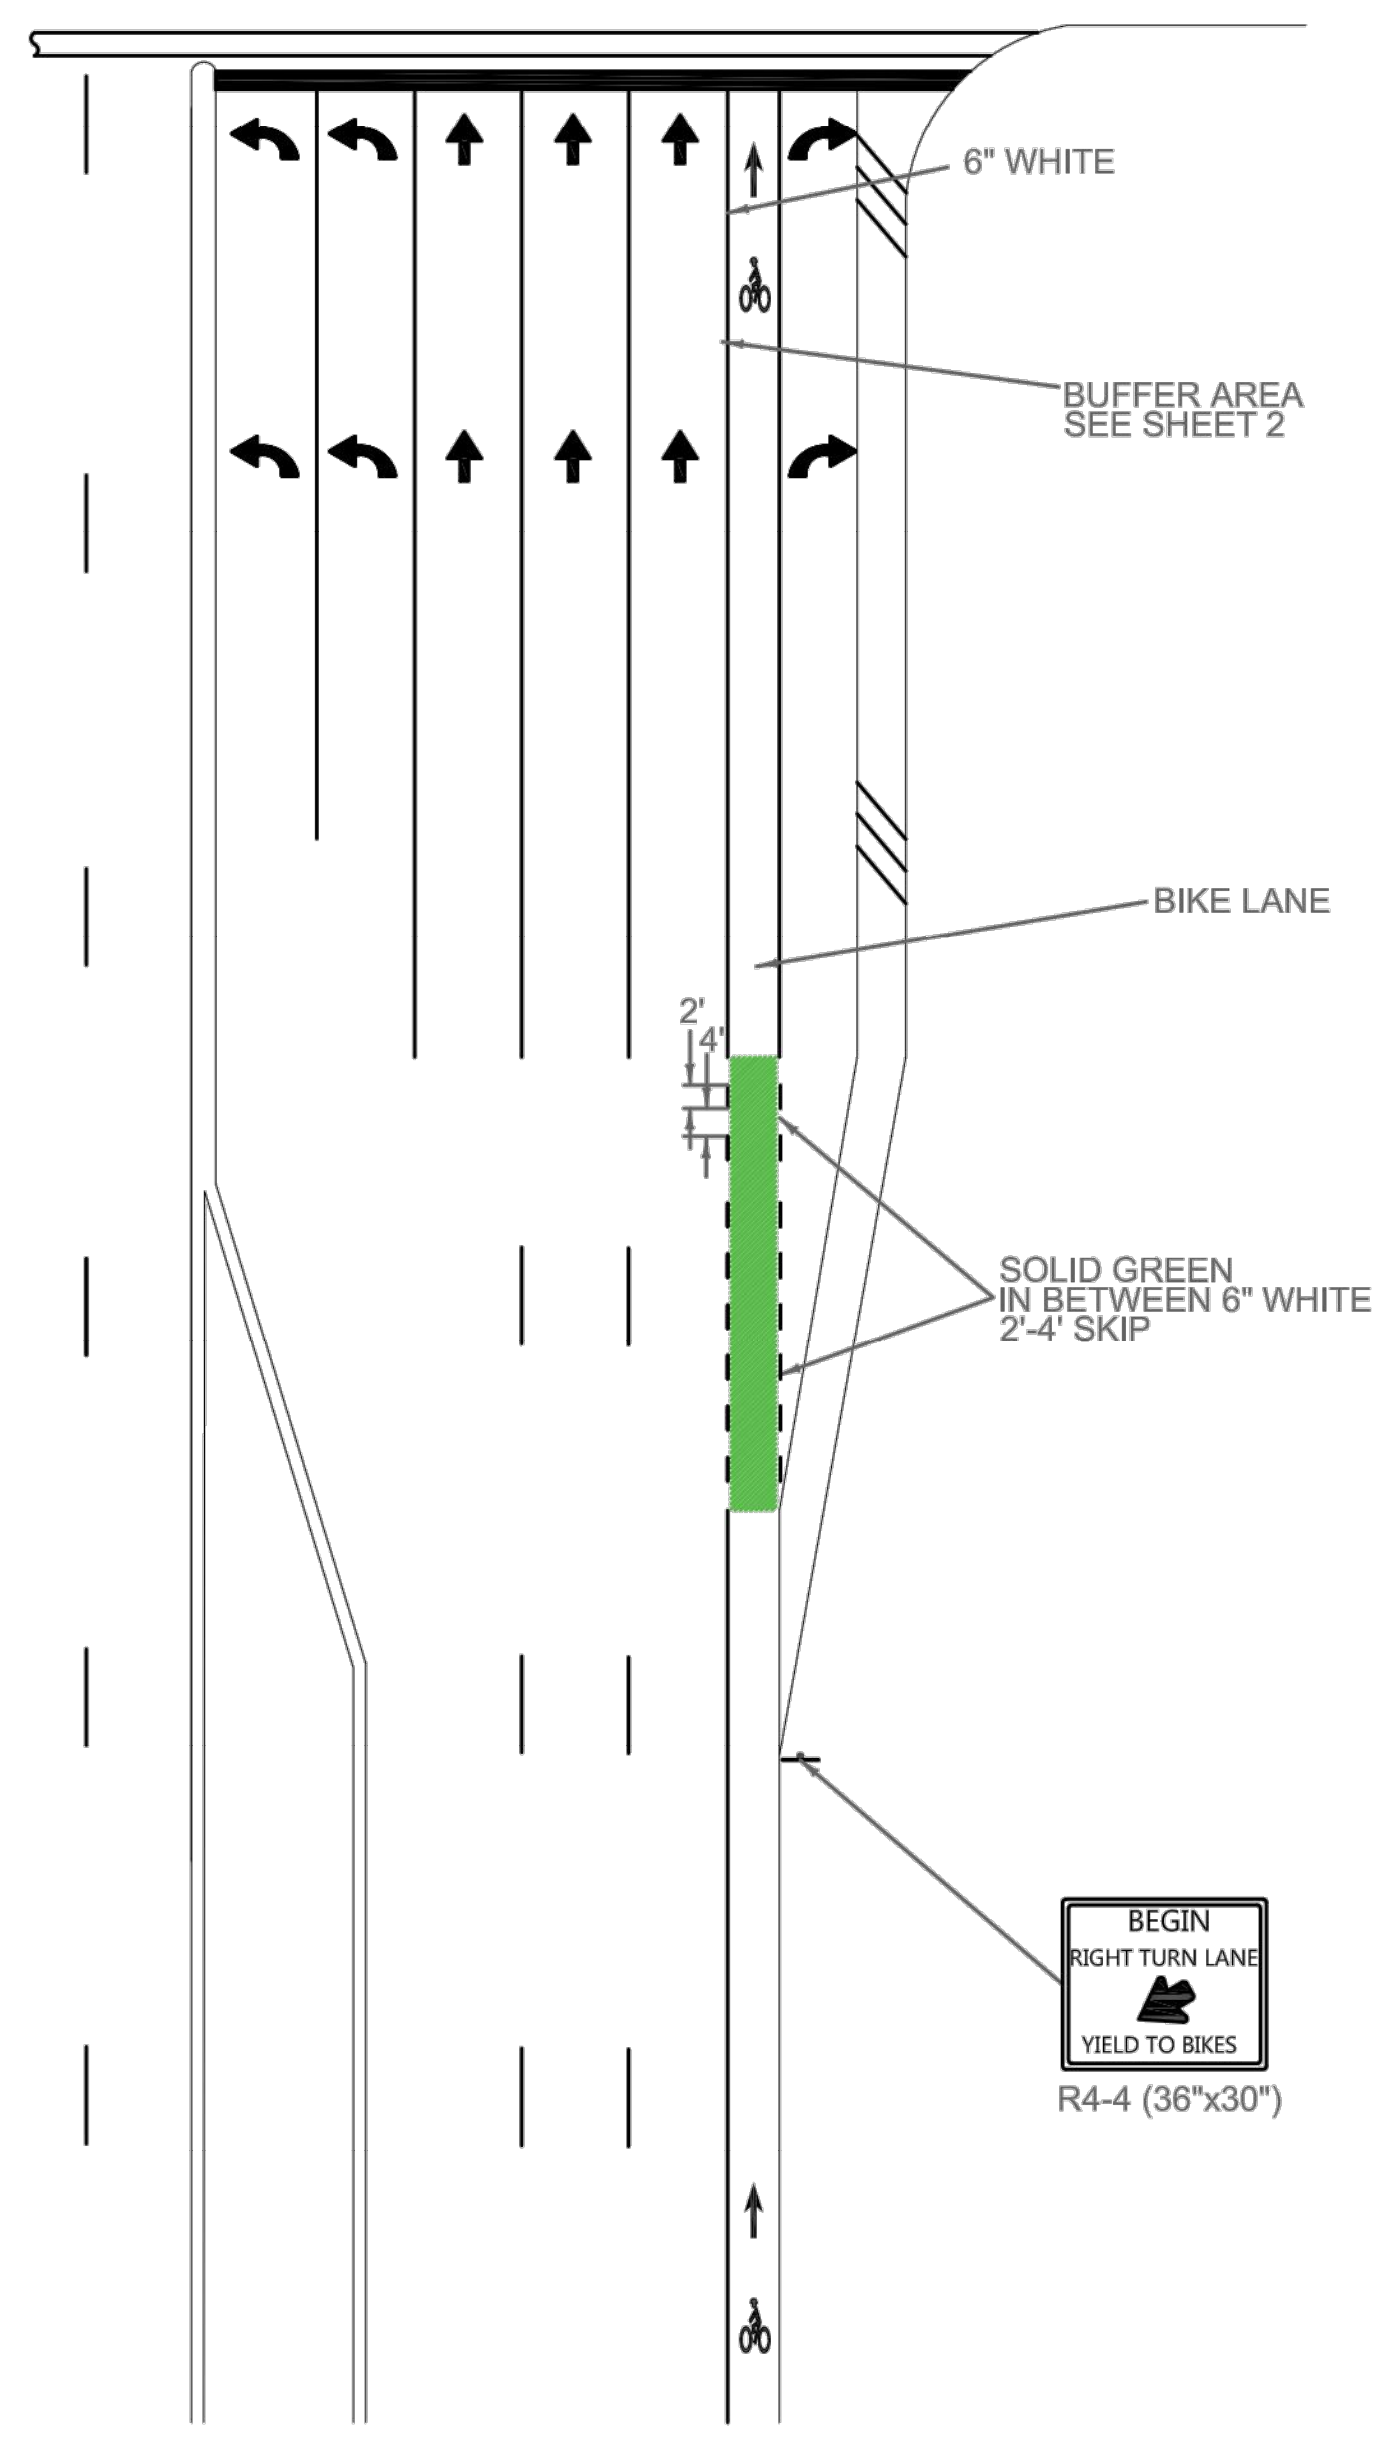 6" WHITE
BUFFER AREA
SEE SHEET 2
BIKE LANE
2'
4'
SOLID GREEN
IN BETWEEN 6" WHITE
2'-4' SKIP
BEGIN
RIGHT TURN LANE
YIELD TO BIKES
R4-4 (36"x30")